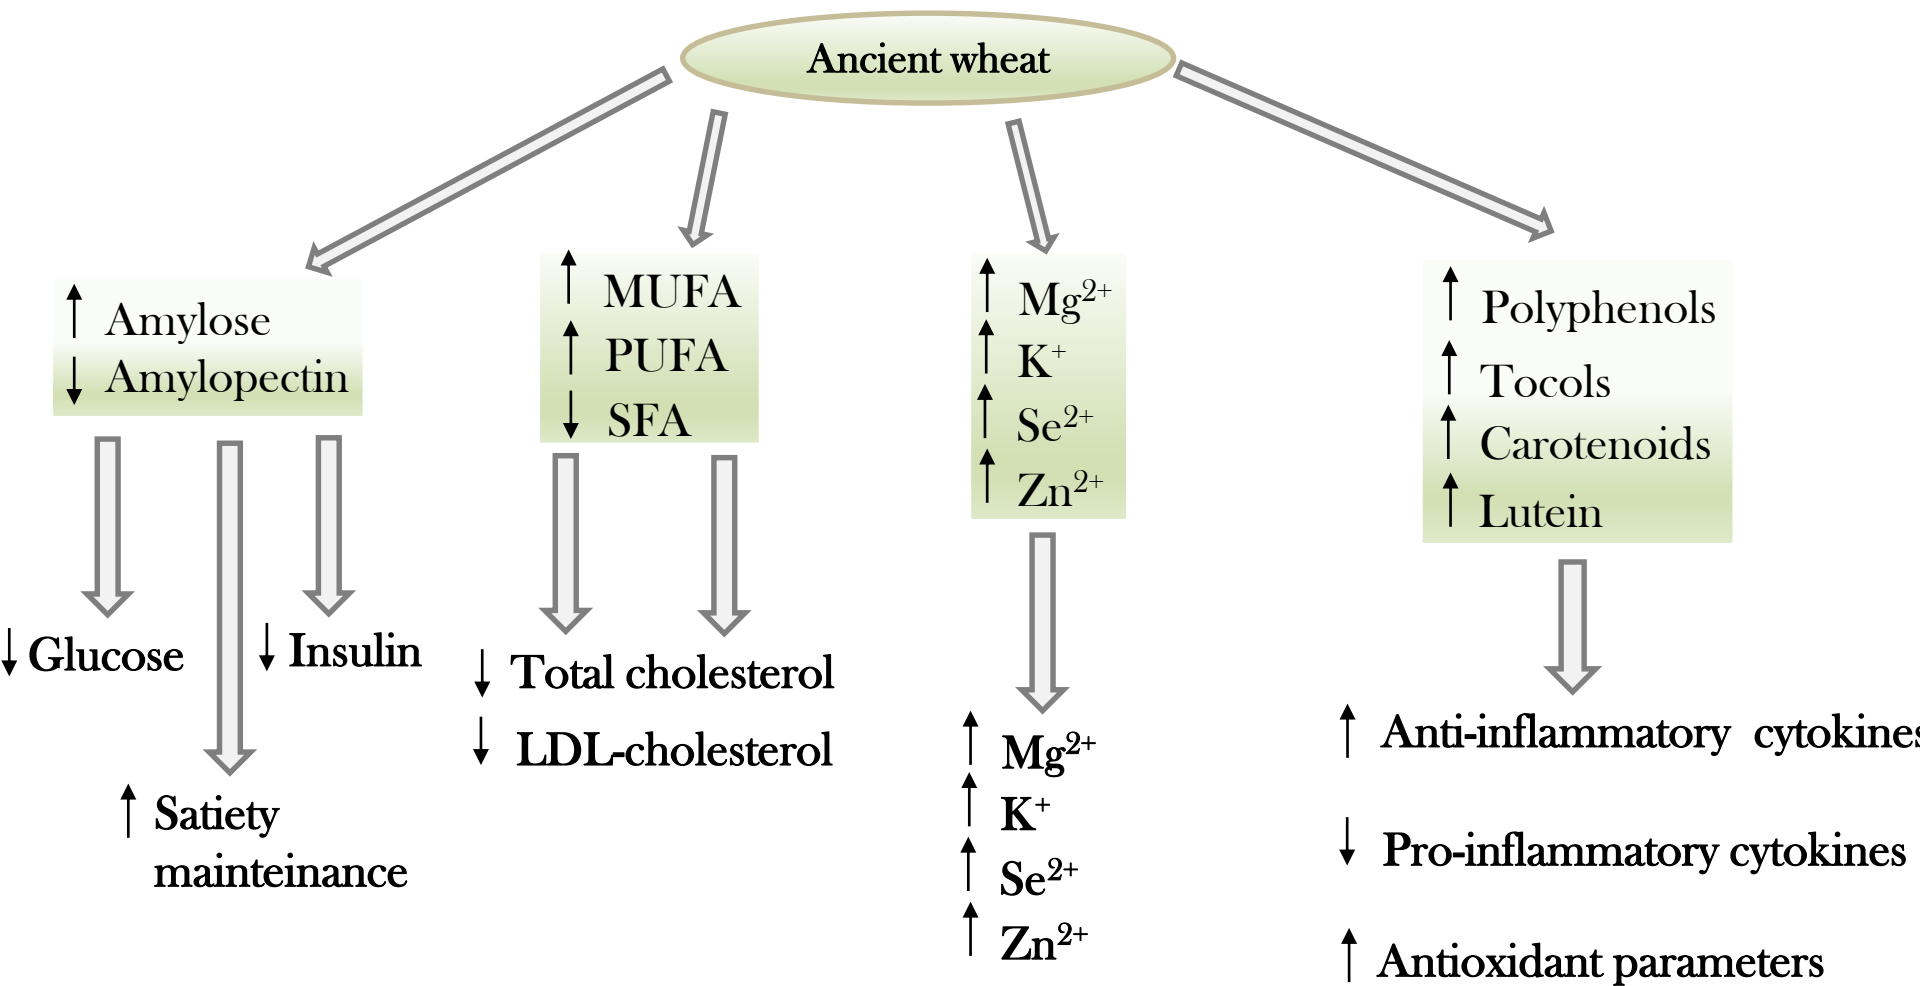 Ancient wheat
Amylose
Amylopectin
MUFA
PUFA
SFA
Mg²⁺
K⁺
Se²⁺
Zn²⁺
Polyphenols
Tocols
Carotenoids
Lutein
Glucose
Insulin
Satiety
mainteinance
Total cholesterol
LDL-cholesterol
Mg²⁺
K⁺
Se²⁺
Zn²⁺
Anti-inflammatory cytokines
Pro-inflammatory cytokines
Antioxidant parameters